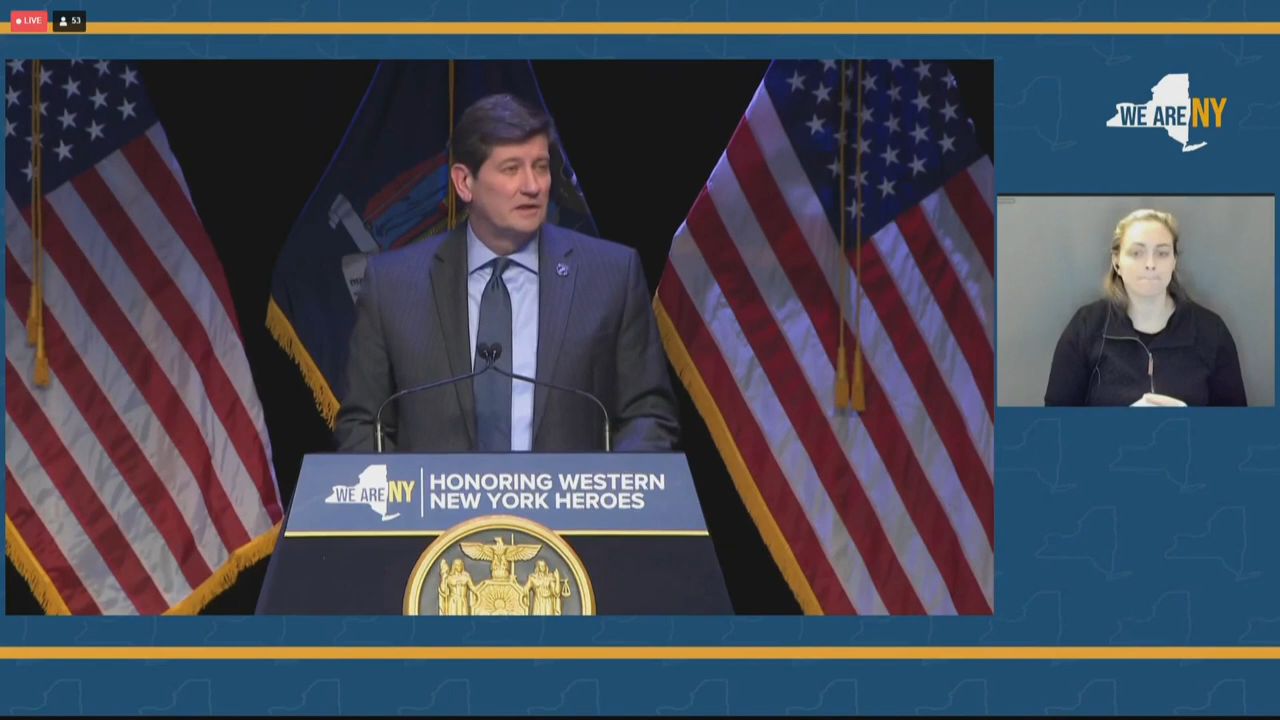 LIVE
53
WE ARE NY
WE ARE NY
HONORING WESTERN
NEW YORK HEROES